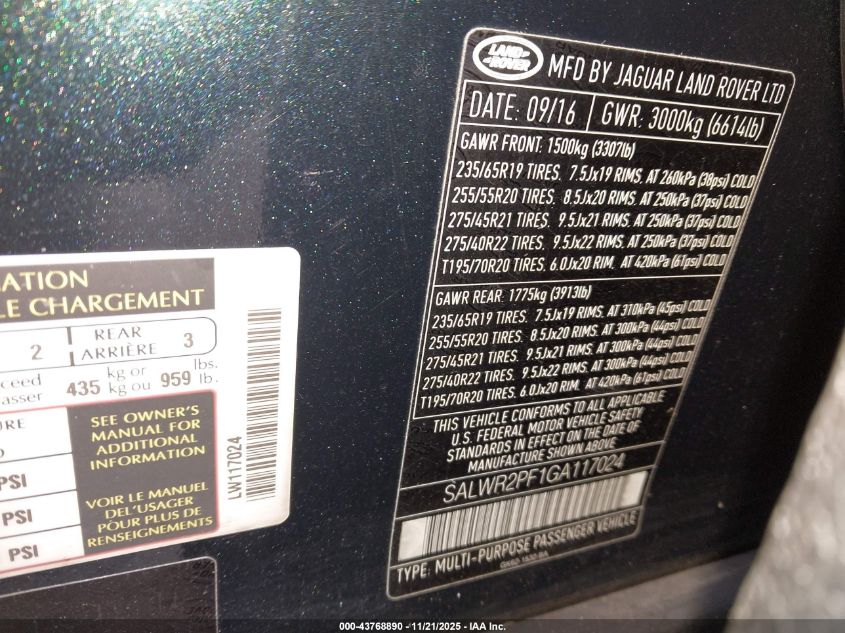 LAND
ROVER
MFD BY JAGUAR LAND ROVER LTD
DATE: 09/16
GWR: 3000kg (6614lb)
GAWR FRONT: 1500kg (3307lb)
235/65R19 TIRES. 7.5Jx19 RIMS. AT 260kPa (38psi) COLD
255/55R20 TIRES. 8.5Jx20 RIMS. AT 250kPa (37psi) COLD
275/45R21 TIRES. 9.5Jx21 RIMS. AT 250kPa (37psi) COLD
275/40R22 TIRES. 9.5Jx22 RIMS. AT 250kPa (37psi) COLD
T195/70R20 TIRES. 6.0Jx20 RIM. AT 420kPa (61psi) COLD
GAWR REAR: 1775kg (3913lb)
235/65R19 TIRES. 7.5Jx19 RIMS. AT 310kPa (45psi) COLD
255/55R20 TIRES. 8.5Jx20 RIMS. AT 300kPa (44psi) COLD
275/45R21 TIRES. 9.5Jx21 RIMS. AT 300kPa (44psi) COLD
275/40R22 TIRES. 9.5Jx22 RIMS. AT 300kPa (44psi) COLD
T195/70R20 TIRES. 6.0Jx20 RIM. AT 420kPa (61psi) COLD
THIS VEHICLE CONFORMS TO ALL APPLICABLE
U.S. FEDERAL MOTOR VEHICLE SAFETY
STANDARDS IN EFFECT ON THE DATE OF
MANUFACTURE SHOWN ABOVE
SALWR2PF1GA117024
TYPE: MULTI-PURPOSE PASSENGER VEHICLE
MATION
LE CHARGEMENT
2
REAR
ARRIÈRE
3
xceed
asser
435
kg or
kg ou
959
lbs.
lb.
SEE OWNER'S
MANUAL FOR
ADDITIONAL
INFORMATION
VOIR LE MANUEL
DEL'USAGER
POUR PLUS DE
RENSEIGNEMENTS
URE
PSI
PSI
PSI
LW117024
000-43768890 - 11/21/2025 - IAA Inc.